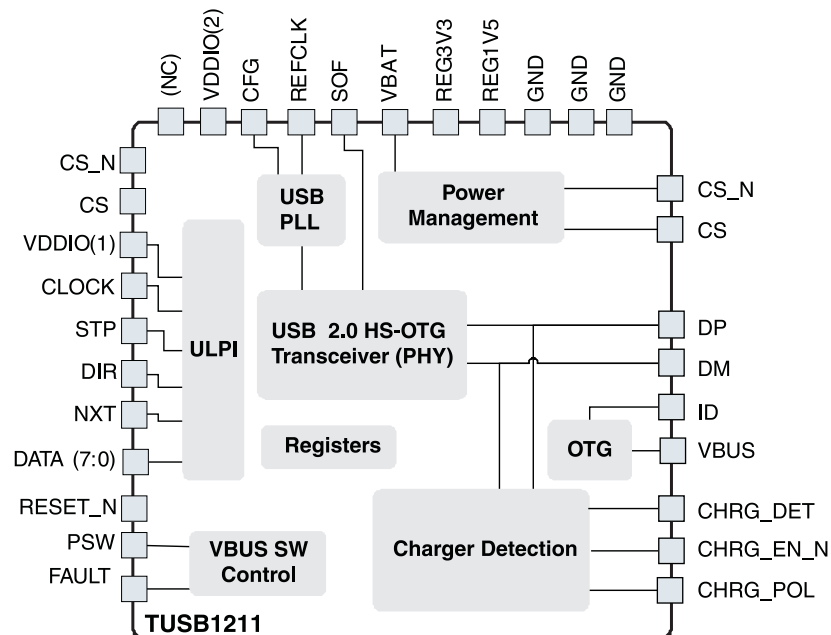 (NC)
VDDIO(2)
CFG
REFCLK
SOF
VBAT
REG3V3
REG1V5
GND
GND
GND
CS_N
CS
VDDIO(1)
CLOCK
STP
DIR
NXT
DATA (7:0)
RESET_N
PSW
FAULT
USB
PLL
Power
Management
ULPI
USB 2.0 HS-OTG
Transceiver (PHY)
Registers
OTG
VBUS SW
Control
Charger Detection
CS_N
CS
DP
DM
ID
VBUS
CHRG_DET
CHRG_EN_N
CHRG_POL
TUSB1211